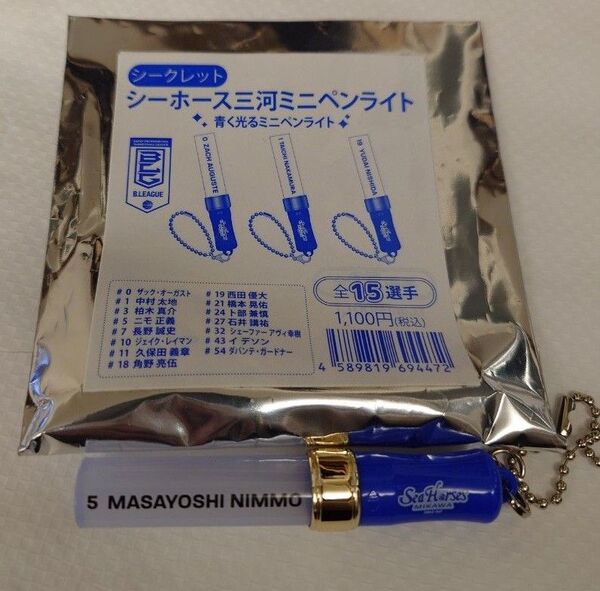 シークレット
シーホース三河ミニペンライト
青く光るミニペンライト
B.LEAGUE
0 ZACH AUGUSTE
1 TAICHI NAKAMURA
19 YUDAI NISHIDA
# 0 ザック・オーガスト
# 1 中村 太地
# 3 柏木 真介
# 5 ニモ 正義
# 7 長野 誠史
# 10 ジェイク・レイマン
# 11 久保田 義章
# 18 角野 亮伍
# 19 西田 優大
# 21 橋本 晃佑
# 24 卜部 兼慎
# 27 石井 講祐
# 32 シェーファー アヴィ幸樹
# 43 イ デソン
# 54 ダバンテ・ガードナー
全15選手
1,100円(税込)
4 589819 694472
5 MASAYOSHI NIMMO
SeaHorses
MIKAWA